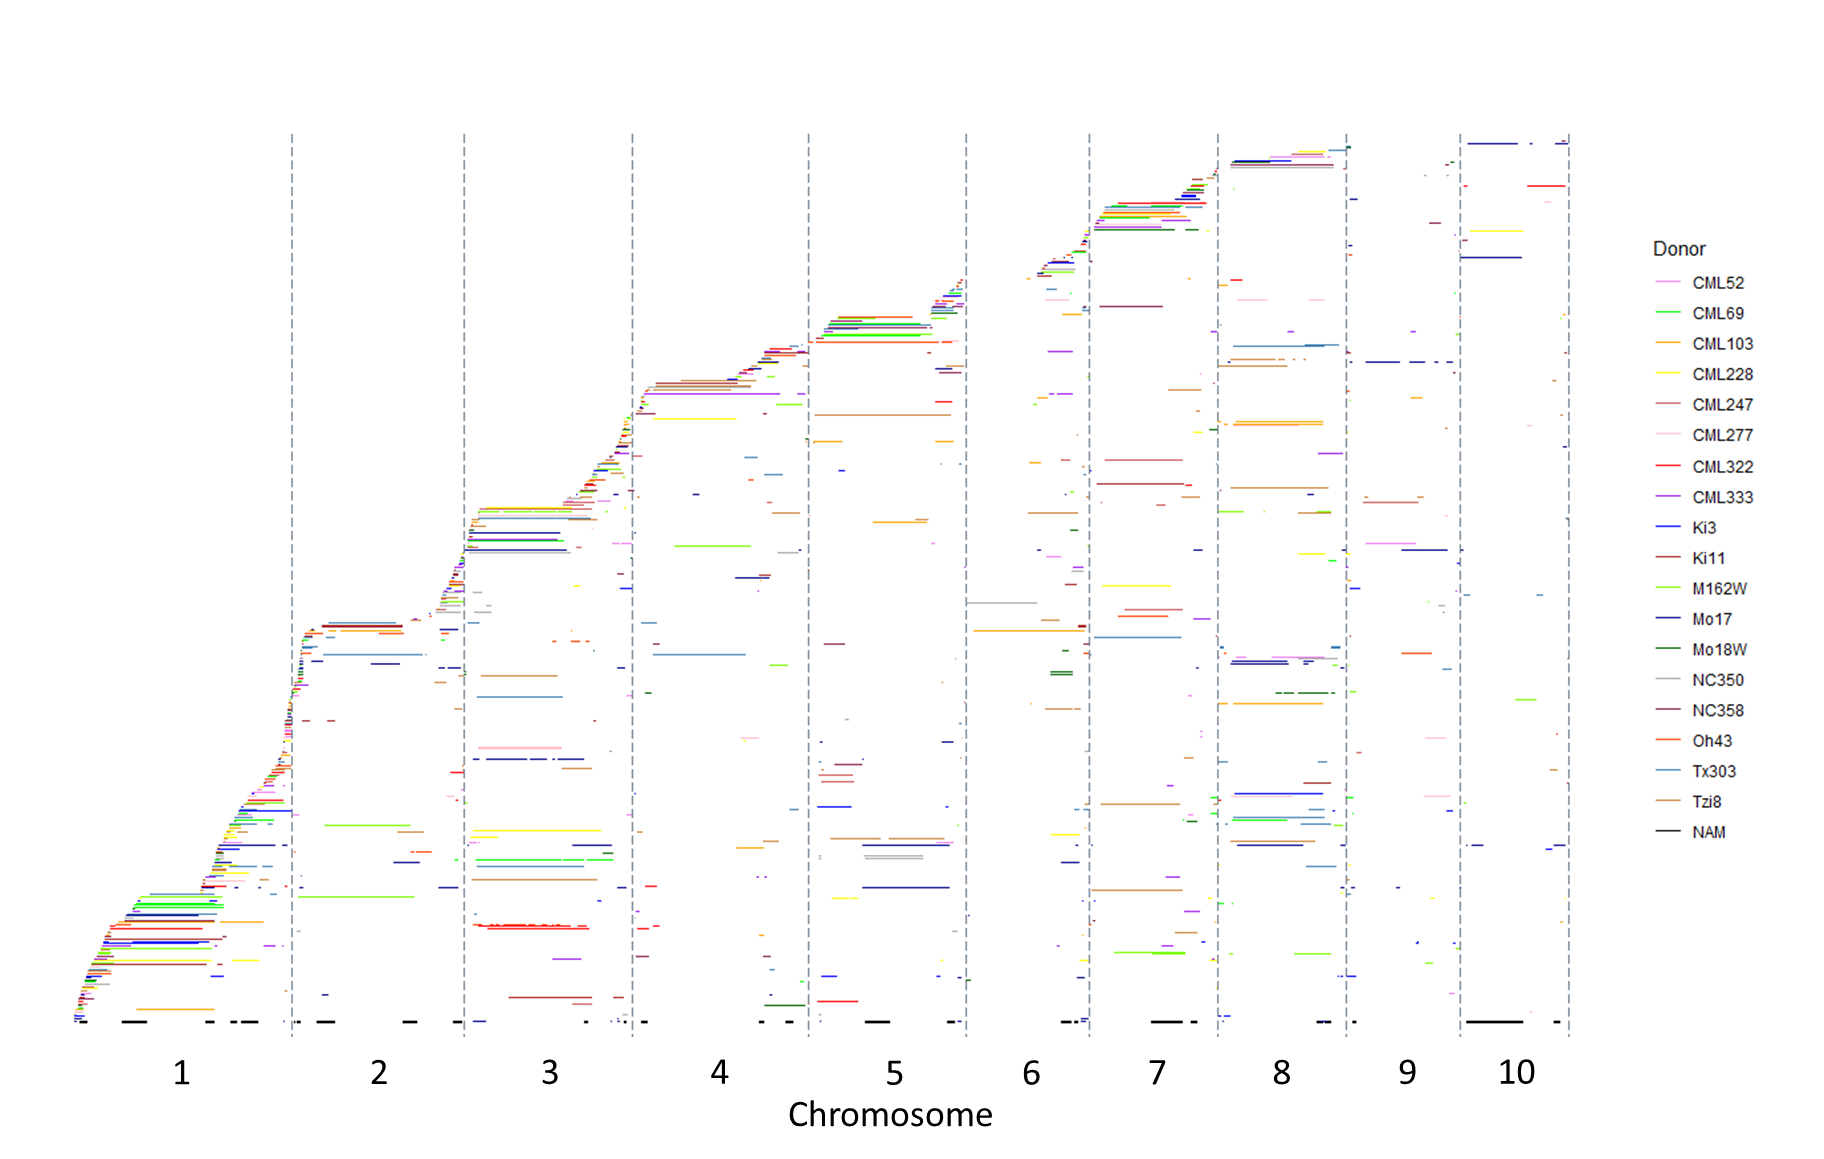 Donor
CML52
CML69
CML103
CML228
CML247
CML277
CML322
CML333
Ki3
Ki11
M162W
Mo17
Mo18W
NC350
NC358
Oh43
Tx303
Tzi8
NAM
1 2 3 4 5 6 7 8 9 10
Chromosome